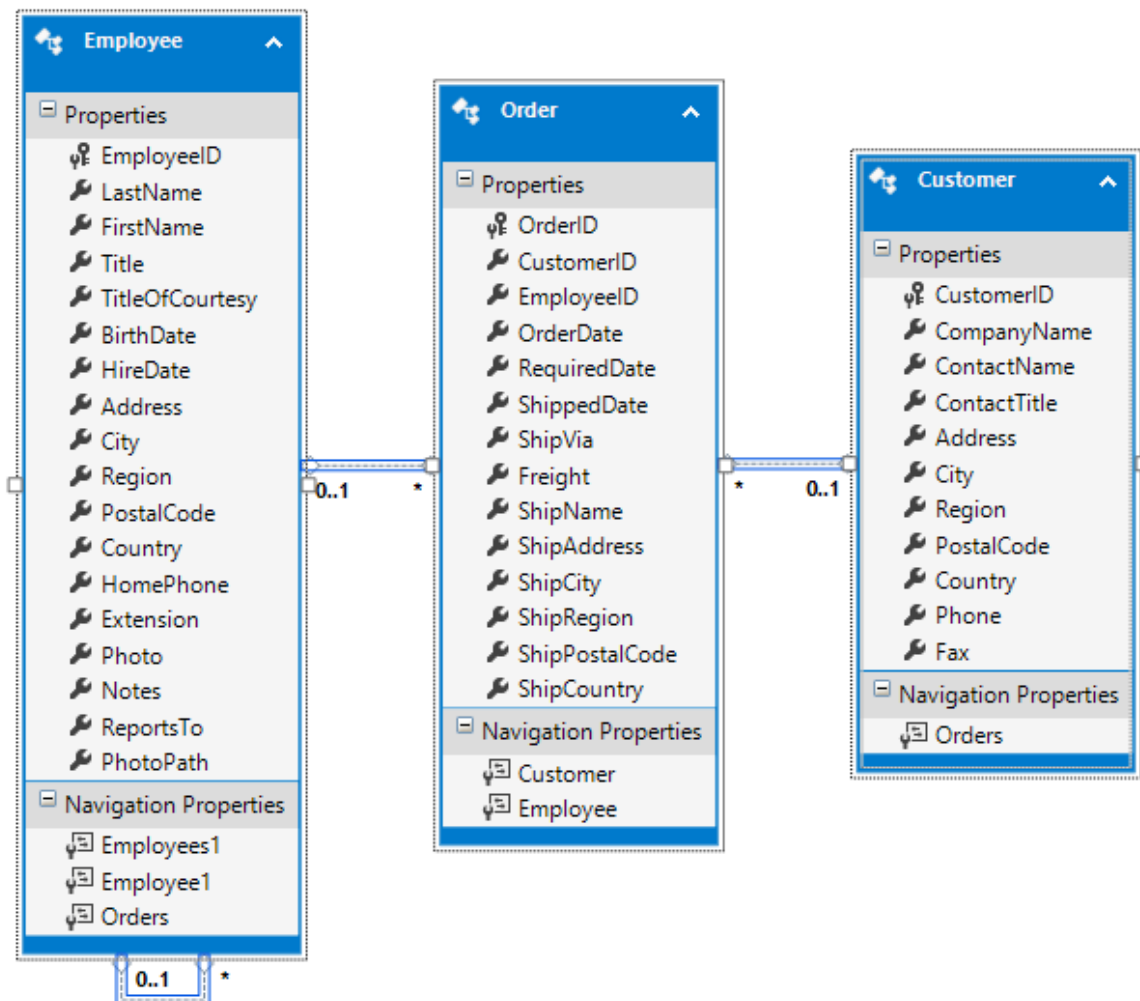 Employee
Properties
EmployeeID
LastName
FirstName
Title
TitleOfCourtesy
BirthDate
HireDate
Address
City
Region
PostalCode
Country
HomePhone
Extension
Photo
Notes
ReportsTo
PhotoPath
Navigation Properties
Employees1
Employee1
Orders
0..1 *
0..1 *
Order
Properties
OrderID
CustomerID
EmployeeID
OrderDate
RequiredDate
ShippedDate
ShipVia
Freight
ShipName
ShipAddress
ShipCity
ShipRegion
ShipPostalCode
ShipCountry
Navigation Properties
Customer
Employee
* 0..1
Customer
Properties
CustomerID
CompanyName
ContactName
ContactTitle
Address
City
Region
PostalCode
Country
Phone
Fax
Navigation Properties
Orders